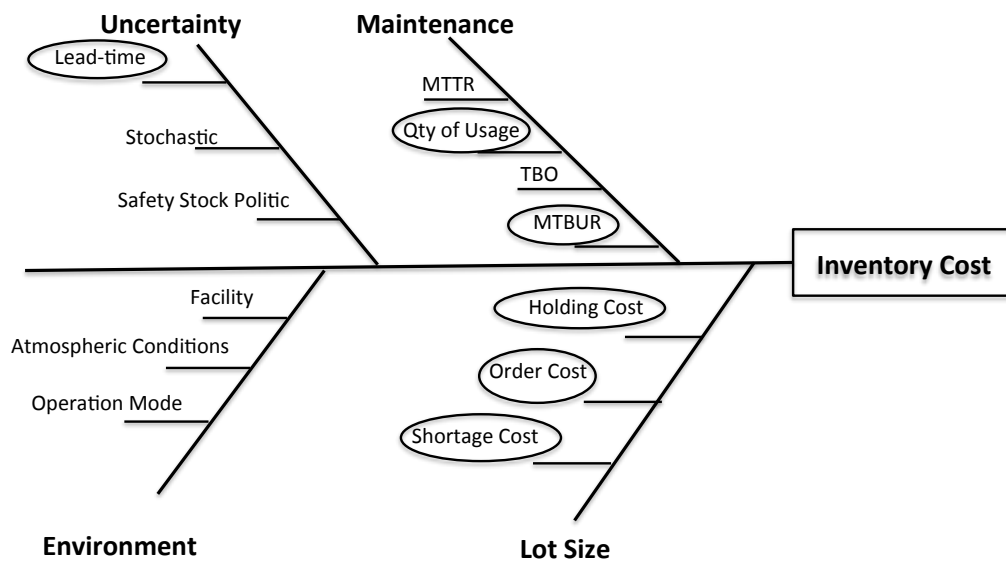 Uncertainty
Lead-time
Stochastic
Safety Stock Politic
Maintenance
MTTR
Qty of Usage
TBO
MTBUR
Inventory Cost
Facility
Atmospheric Conditions
Operation Mode
Environment
Holding Cost
Order Cost
Shortage Cost
Lot Size